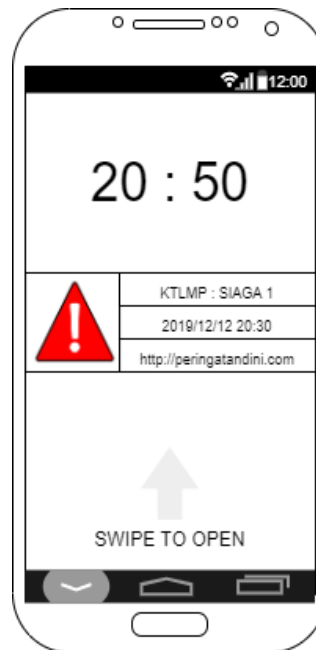 12:00
20 : 50
KTLMP : SIAGA 1
2019/12/12 20:30
http://peringatandini.com
SWIPE TO OPEN